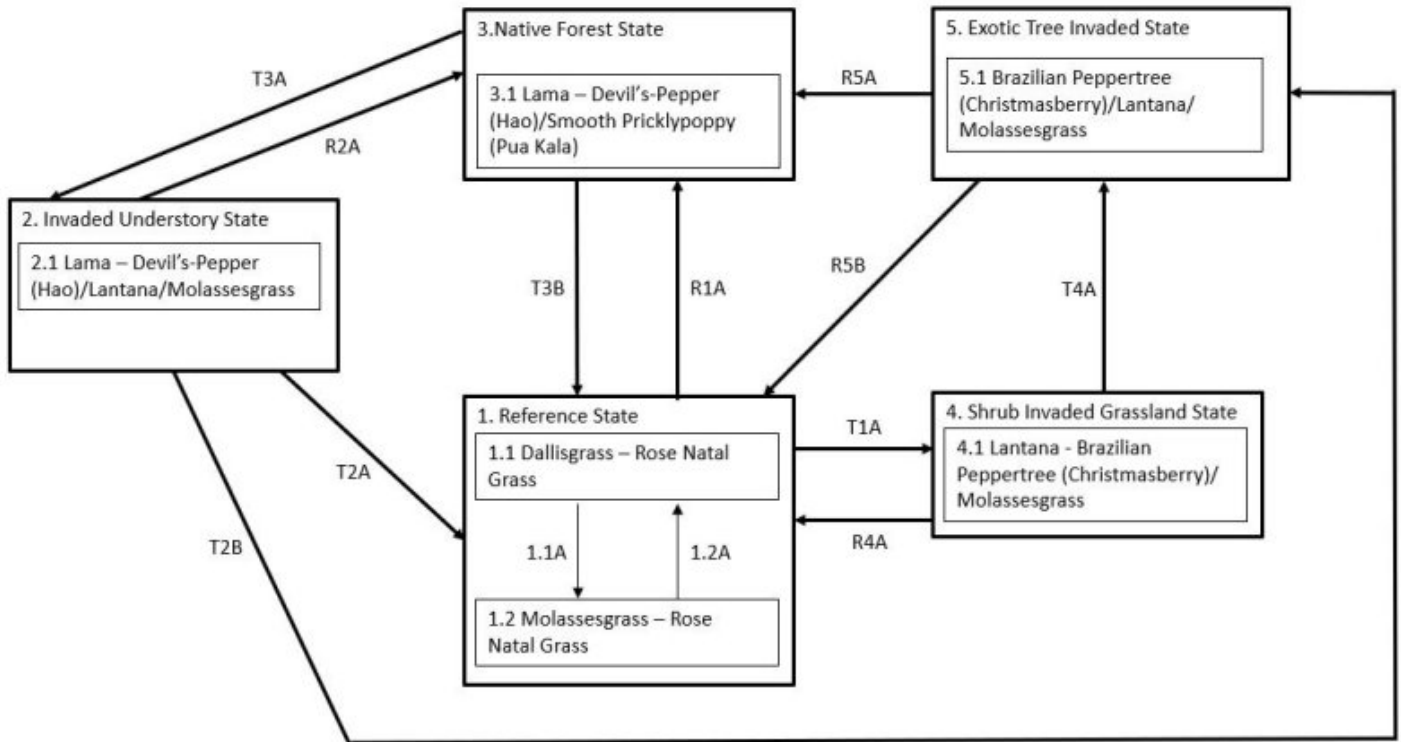 3.Native Forest State
3.1 Lama – Devil's-Pepper
(Hao)/Smooth Pricklypoppy
(Pua Kala)
5. Exotic Tree Invaded State
5.1 Brazilian Peppertree
(Christmasberry)/Lantana/
Molassesgrass
T3A
R2A
R5A
2. Invaded Understory State
2.1 Lama – Devil's-Pepper
(Hao)/Lantana/Molassesgrass
T3B
R1A
R5B
T4A
T2A
T2B
1. Reference State
1.1 Dallisgrass – Rose Natal
Grass
1.1A
1.2A
1.2 Molassesgrass – Rose
Natal Grass
T1A
R4A
4. Shrub Invaded Grassland State
4.1 Lantana - Brazilian
Peppertree (Christmasberry)/
Molassesgrass